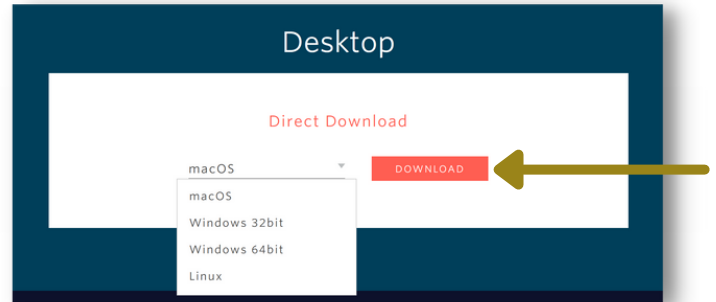 Desktop
Direct Download
macOS
DOWNLOAD
macOS
Windows 32bit
Windows 64bit
Linux